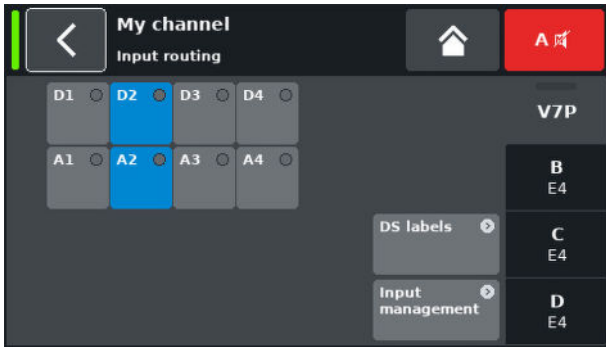 My channel
Input routing
A
D1 D2 D3 D4
V7P
A1 A2 A3 A4
B
E4
DS labels
C
E4
Input
management
D
E4